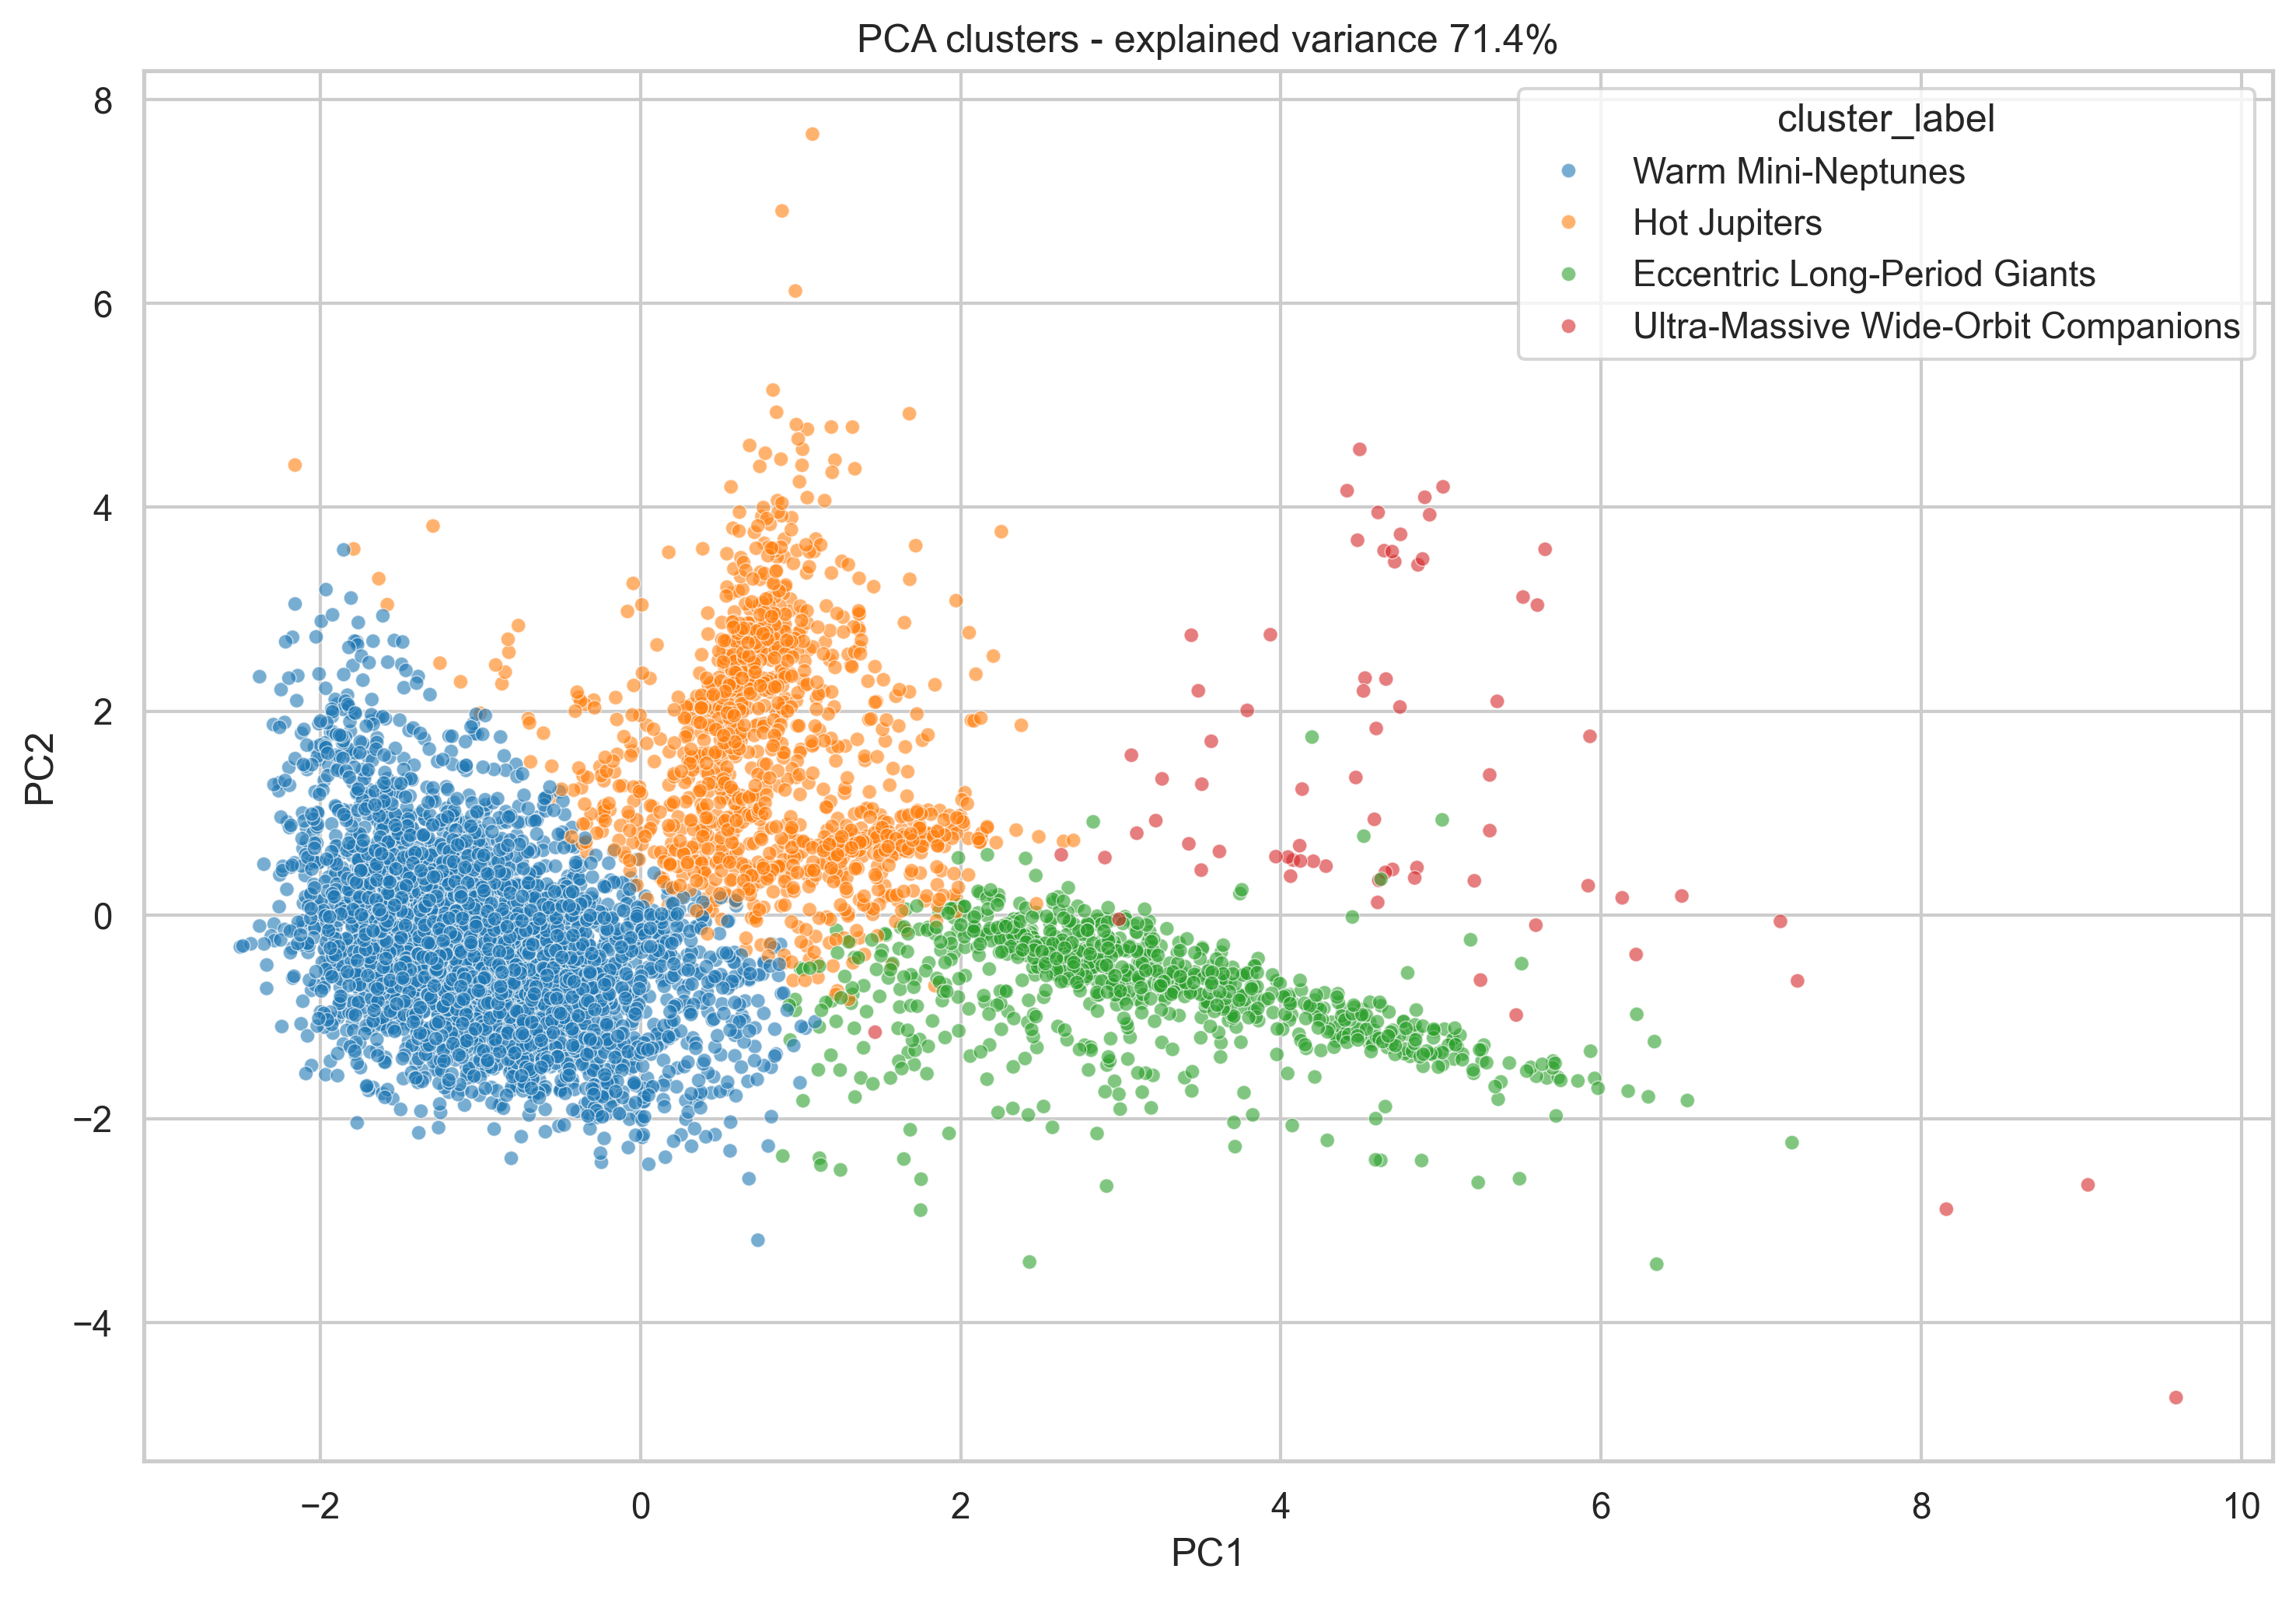 PCA clusters - explained variance 71.4%
8
6
4
2
0
−2
−4
PC2
cluster_label
Warm Mini-Neptunes
Hot Jupiters
Eccentric Long-Period Giants
Ultra-Massive Wide-Orbit Companions
−2 0 2 4 6 8 10
PC1